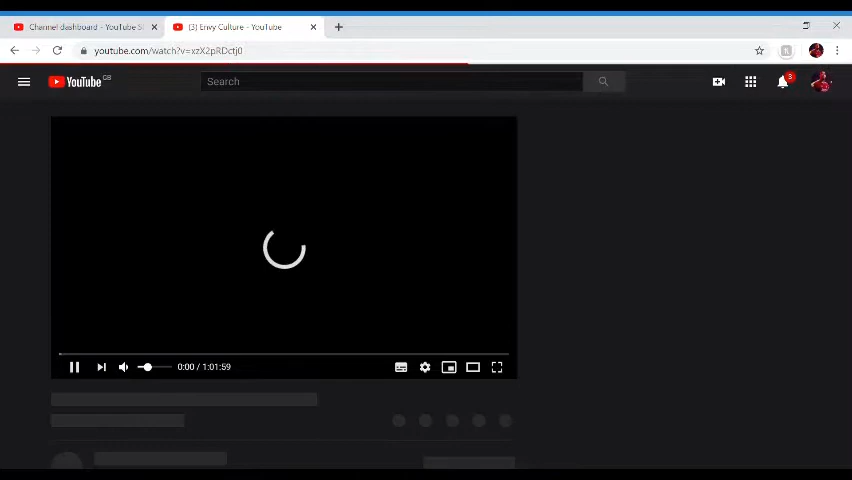 Channel dashboard - YouTube S
(3) Envy Culture - YouTube
youtube.com/watch?v=xzX2pRDctj0
YouTube GB
Search
3
0:00 / 1:01:59